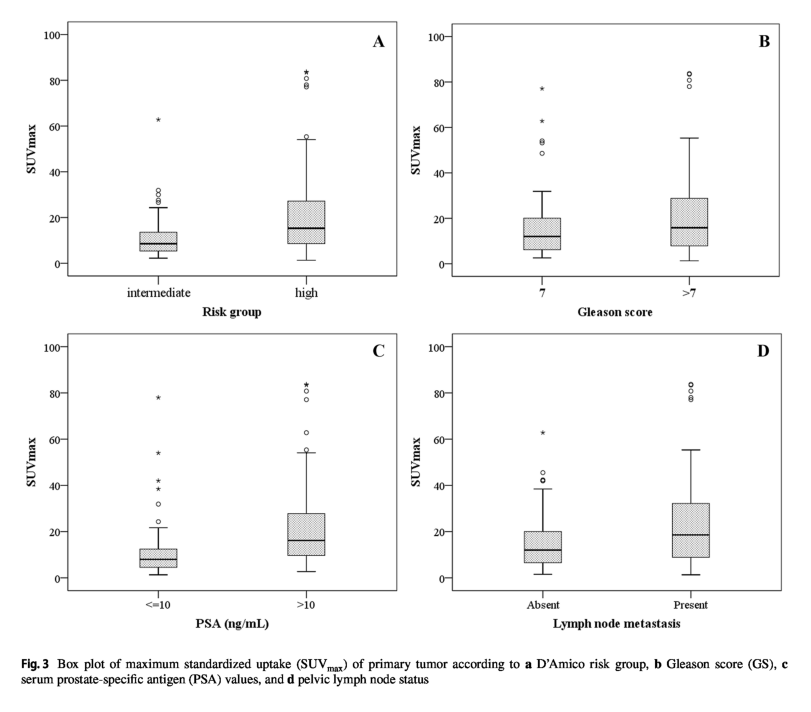 100
A
80
60
40
20
0
SUVmax
*
*
intermediate
high
Risk group
100
B
80
60
40
20
0
SUVmax
*
*
7
>7
Gleason score
100
C
80
60
40
20
0
SUVmax
*
*
*
*
*
<=10
>10
PSA (ng/mL)
100
D
80
60
40
20
0
SUVmax
*
Absent
Present
Lymph node metastasis
Fig. 3 Box plot of maximum standardized uptake (SUVmax) of primary tumor according to a D'Amico risk group, b Gleason score (GS), c
serum prostate-specific antigen (PSA) values, and d pelvic lymph node status